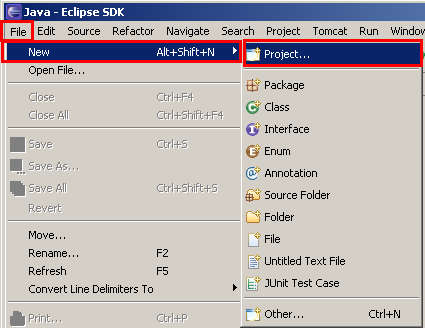 Java - Eclipse SDK
File Edit Source Refactor Navigate Search Project Tomcat Run Window
New Alt+Shift+N
Open File...
Close Ctrl+F4
Close All Ctrl+Shift+F4
Save Ctrl+S
Save As...
Save All Ctrl+Shift+S
Revert
Move...
Rename... F2
Refresh F5
Convert Line Delimiters To
Print... Ctrl+P
Project...
Package
Class
Interface
Enum
Annotation
Source Folder
Folder
File
Untitled Text File
JUnit Test Case
Other... Ctrl+N